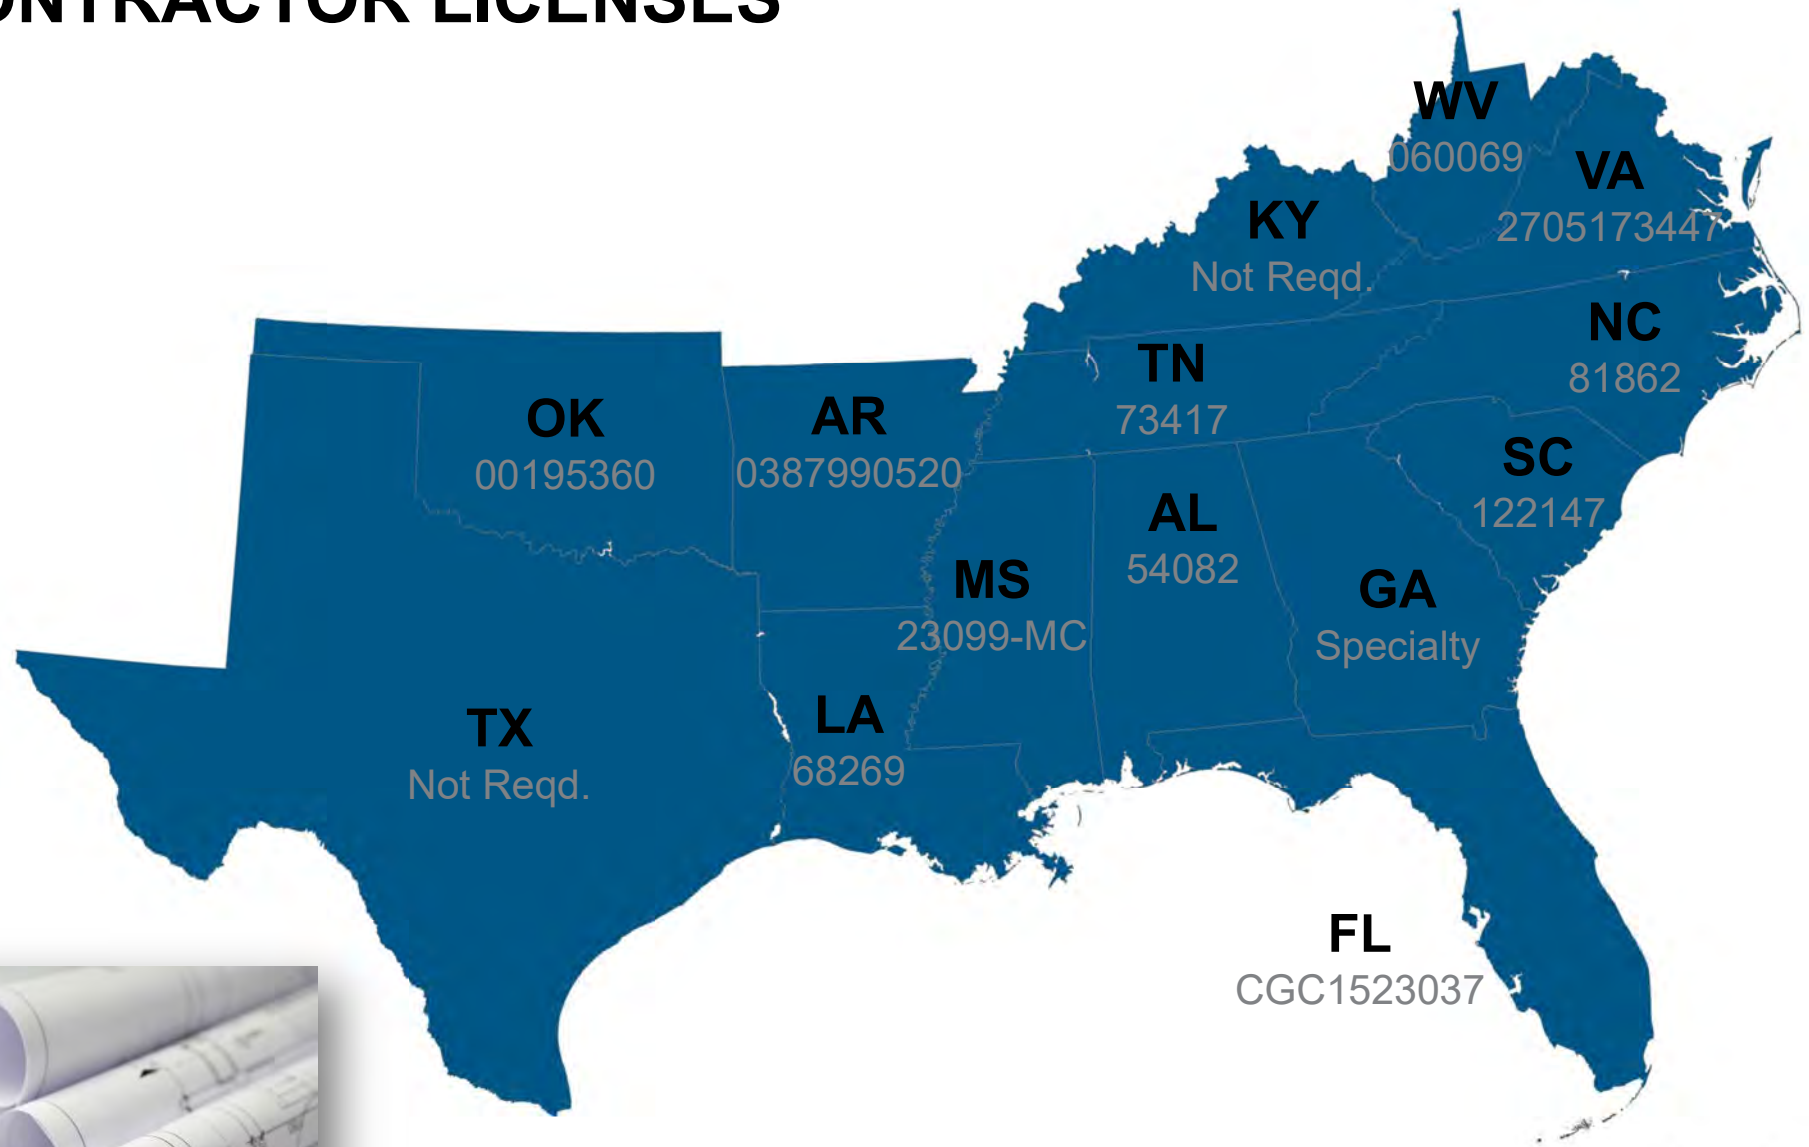 ONTRACTOR LICENSES
WV
060069
VA
2705173447
KY
Not Reqd.
NC
81862
TN
73417
OK
00195360
AR
0387990520
SC
122147
AL
54082
MS
23099-MC
GA
Specialty
LA
68269
TX
Not Reqd.
FL
CGC1523037